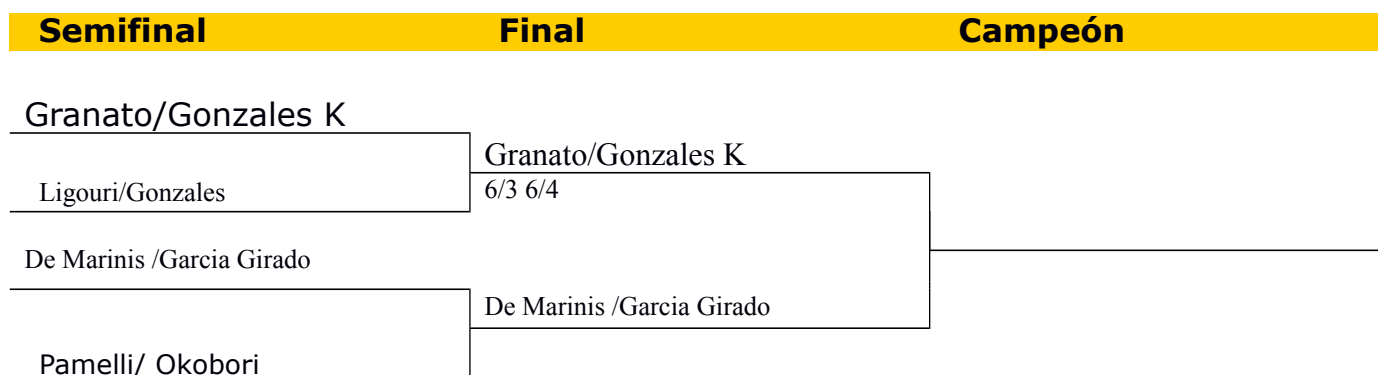 Semifinal Final Campeón
Granato/Gonzales K
Granato/Gonzales K
Ligouri/Gonzales
6/3 6/4
De Marinis /Garcia Girado
De Marinis /Garcia Girado
Pamelli/ Okobori